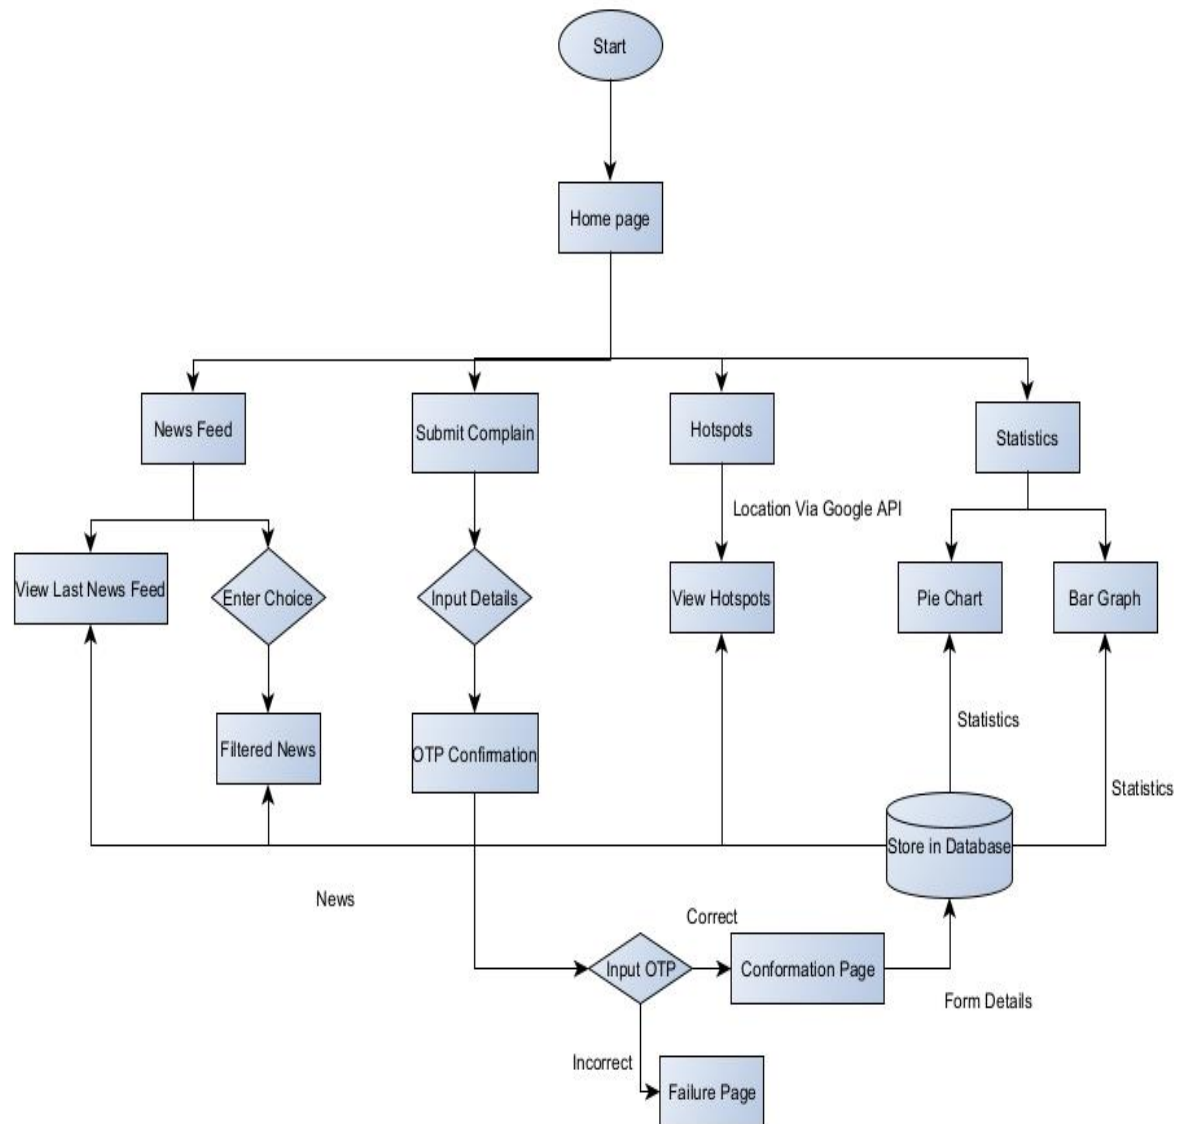 Start
Home page
News Feed
Submit Complain
Hotspots
Statistics
Location Via Google API
View Last News Feed
Enter Choice
Input Details
View Hotspots
Pie Chart
Bar Graph
Filtered News
OTP Confirmation
Statistics
Statistics
Store in Database
News
Correct
Input OTP
Conformation Page
Form Details
Incorrect
Failure Page